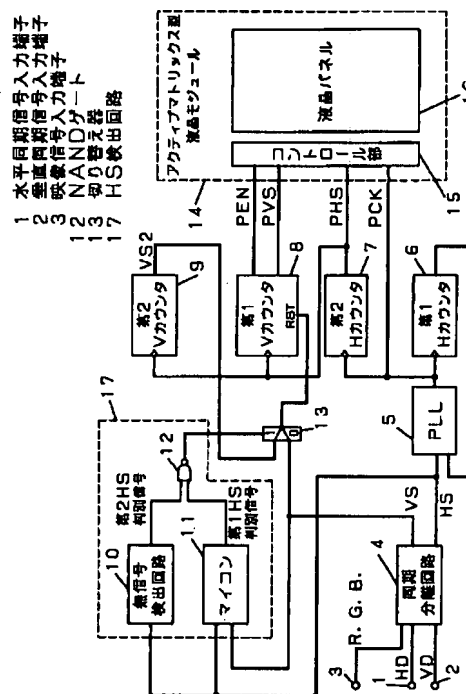 1 水平同期信号入力端子
2 垂直同期信号入力端子
3 映像信号入力端子
12 NANDゲート
13 切り替え器
17 HS検出回路
アクティブマトリックス型
液晶モジュール
液晶パネル
コントロール部
14
15
PEN
PVS
PHS
PCK
VS2
第2
Vカウンタ
9
第1
Vカウンタ
RST
8
第2
Hカウンタ
7
第1
Hカウンタ
6
17
第2HS
判別信号
12
第1HS
判別信号
1
0
13
PLL
5
10
無信号
検出回路
11
マイコン
VS
HS
4
同期
分離回路
R.G.B.
HD
VD
3
1
2